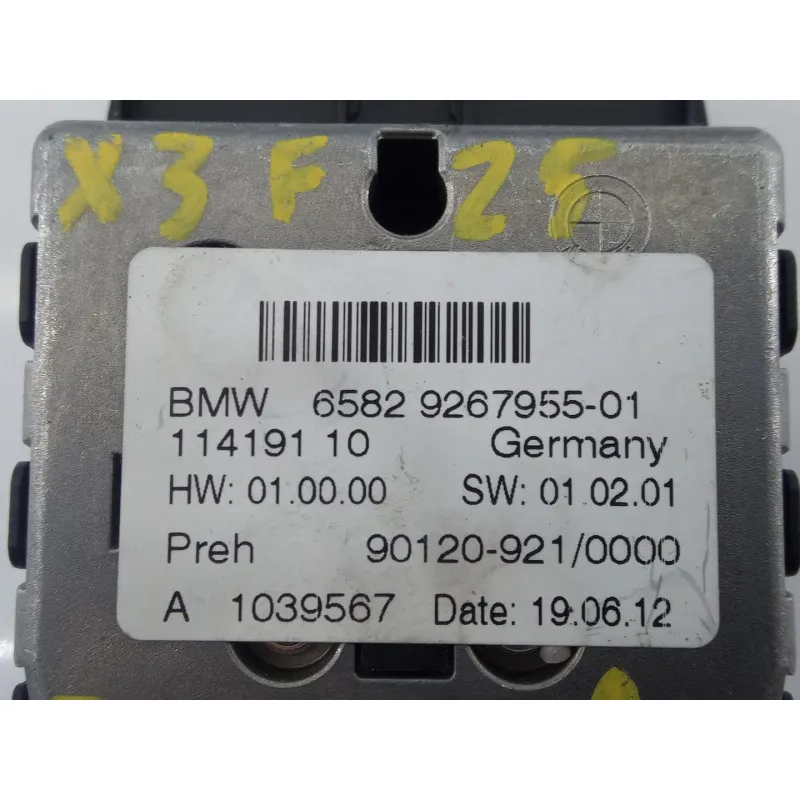 X3 F 25
BMW 6582 9267955-01
114191 10 Germany
HW: 01.00.00 SW: 01.02.01
Preh 90120-921/0000
A 1039567 Date: 19.06.12